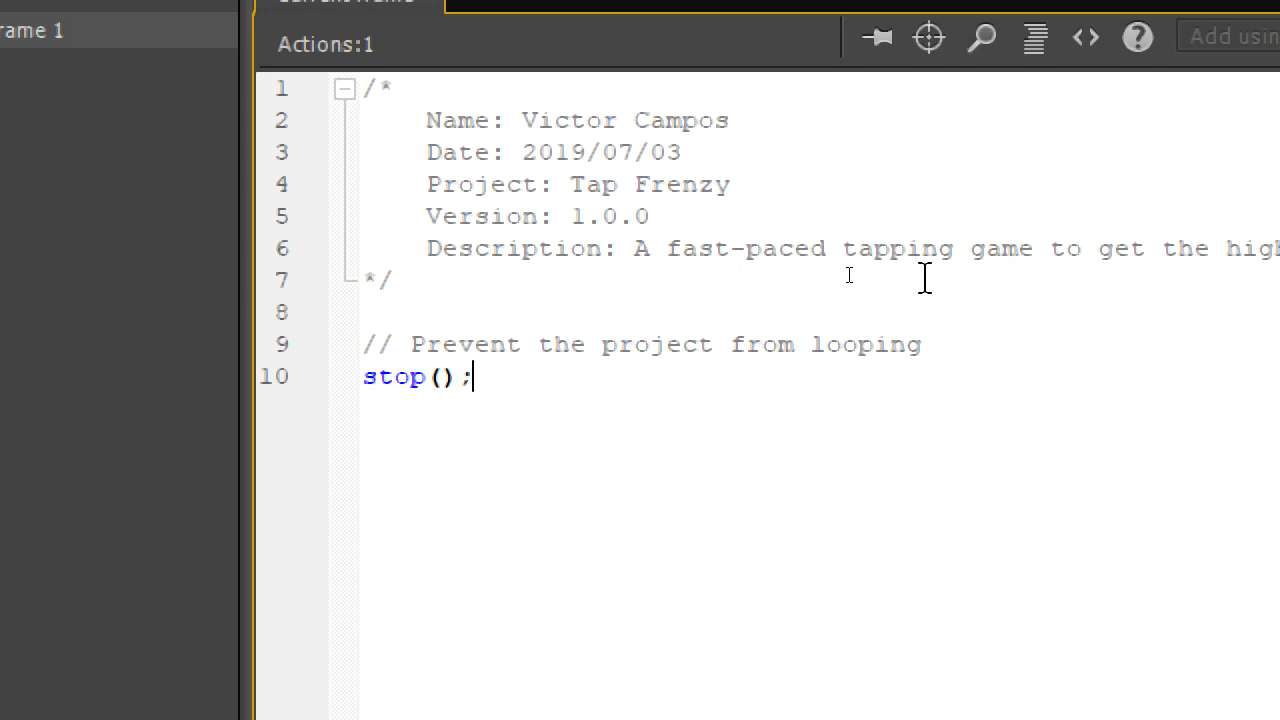 Frame 1
Actions:1
Add using
1 /*
2 Name: Victor Campos
3 Date: 2019/07/03
4 Project: Tap Frenzy
5 Version: 1.0.0
6 Description: A fast-paced tapping game to get the high
7 */
8
9 // Prevent the project from looping
10 stop();